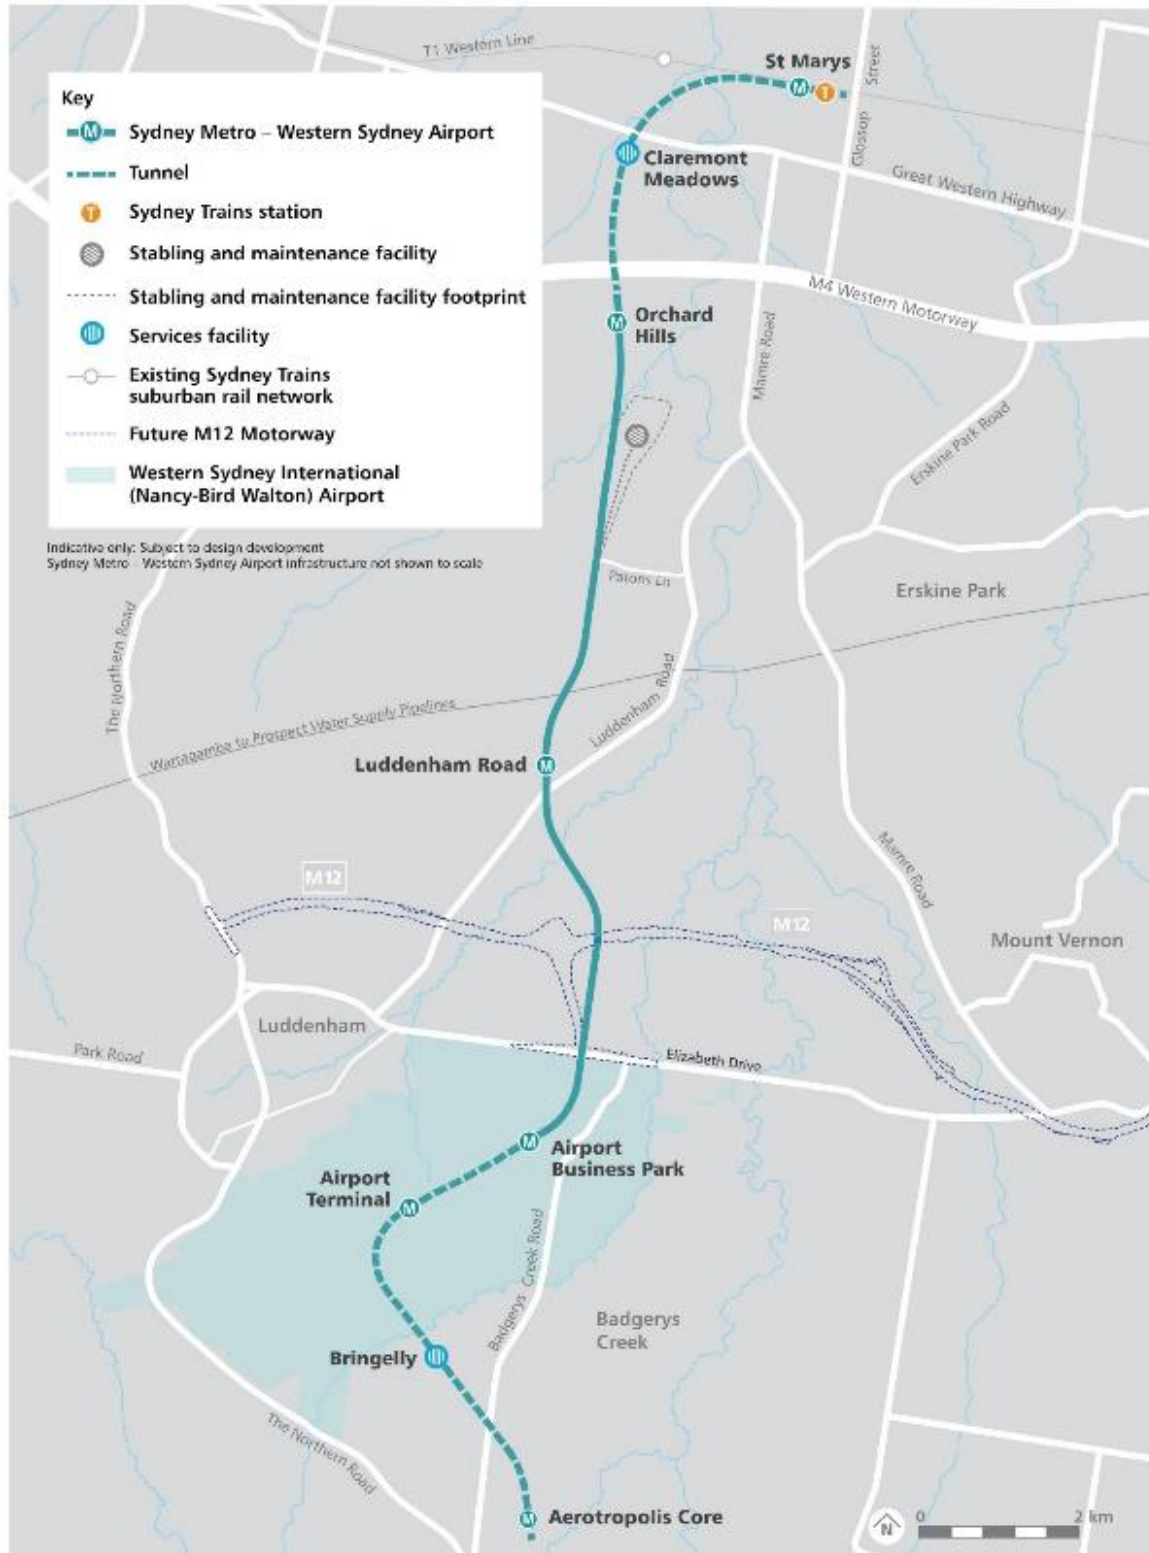 T1 Western Line
St Marys
M
T
Glossop Street
Key
M
Sydney Metro – Western Sydney Airport
Tunnel
T
Sydney Trains station
Stabling and maintenance facility
Stabling and maintenance facility footprint
Services facility
Existing Sydney Trains
suburban rail network
Future M12 Motorway
Western Sydney International
(Nancy-Bird Walton) Airport
Indicative only: Subject to design development
Sydney Metro – Western Sydney Airport infrastructure not shown to scale
Claremont
Meadows
Great Western Highway
M4 Western Motorway
M
Orchard
Hills
Mamre Road
Erskine Park Road
Patons Ln
Erskine Park
The Northern Road
Luddenham Road
Warragamba to Prospect Water Supply Pipelines
Luddenham Road
M
M12
M12
Mamre Road
Mount Vernon
Luddenham
Park Road
Elizabeth Drive
M
Airport
Business Park
Airport
Terminal
M
Badgerys Creek Road
Badgerys
Creek
Bringelly
The Northern Road
M
Aerotropolis Core
N
0
2 km